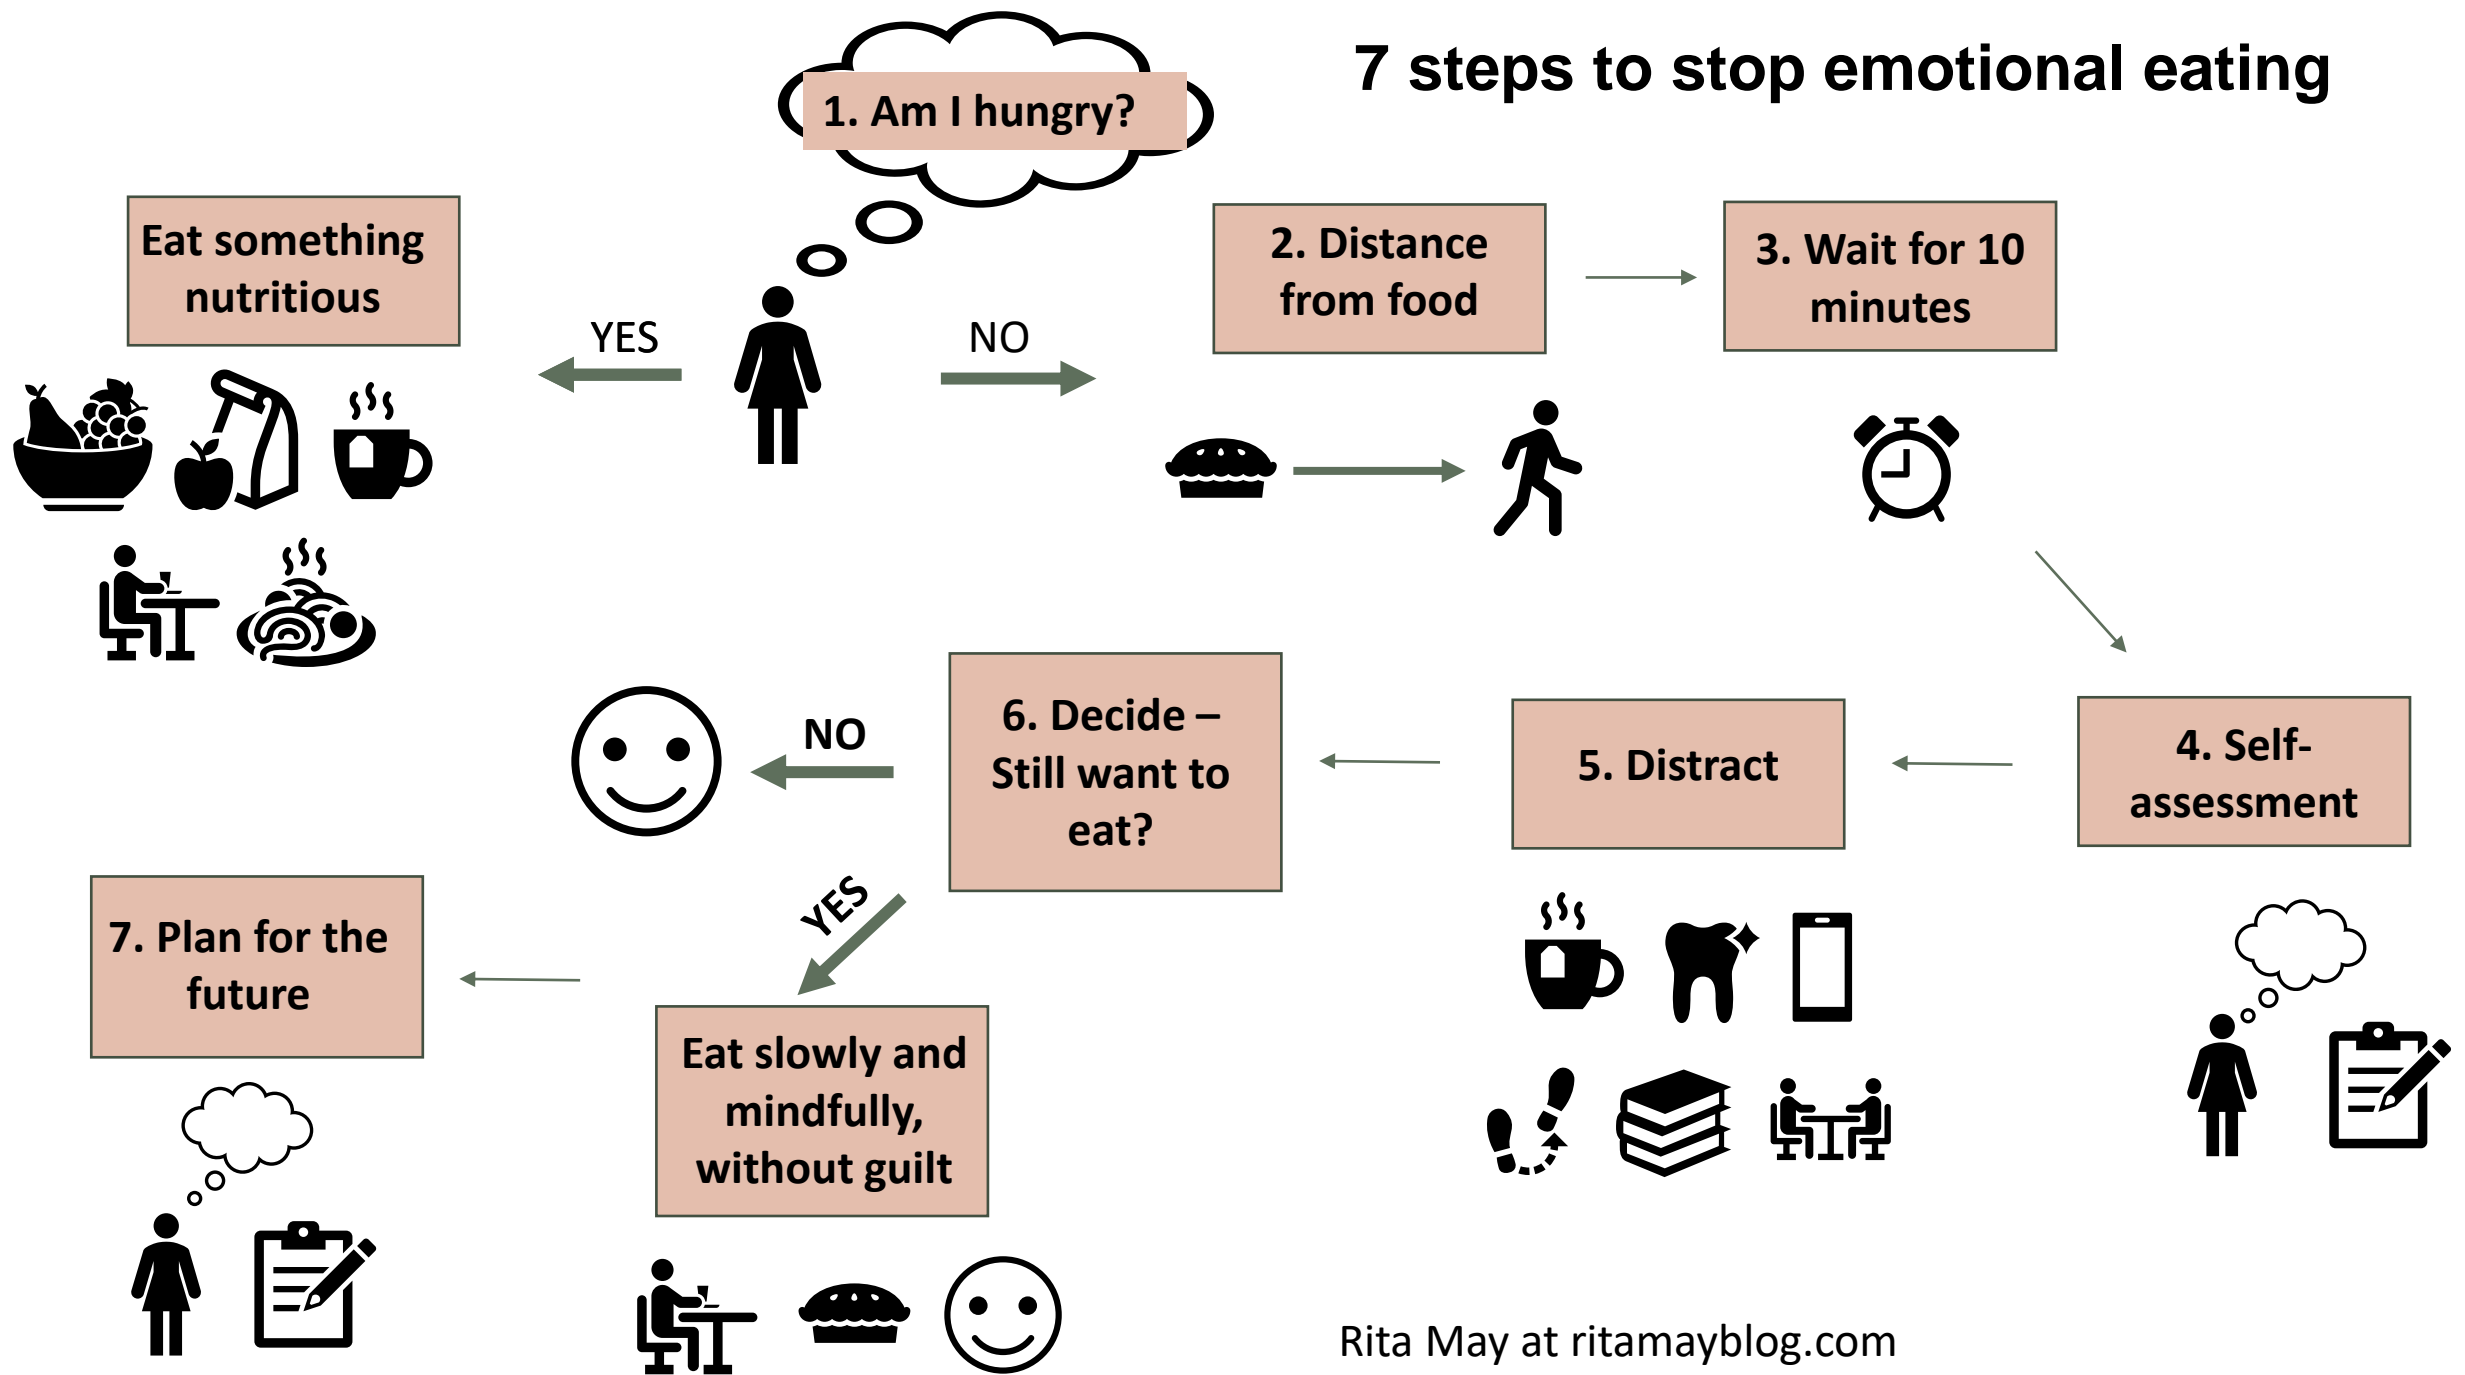 7 steps to stop emotional eating
1. Am I hungry?
YES
NO
Eat something
nutritious
2. Distance
from food
3. Wait for 10
minutes
4. Self-
assessment
5. Distract
6. Decide –
Still want to
eat?
NO
YES
Eat slowly and
mindfully,
without guilt
7. Plan for the
future
Rita May at ritamayblog.com